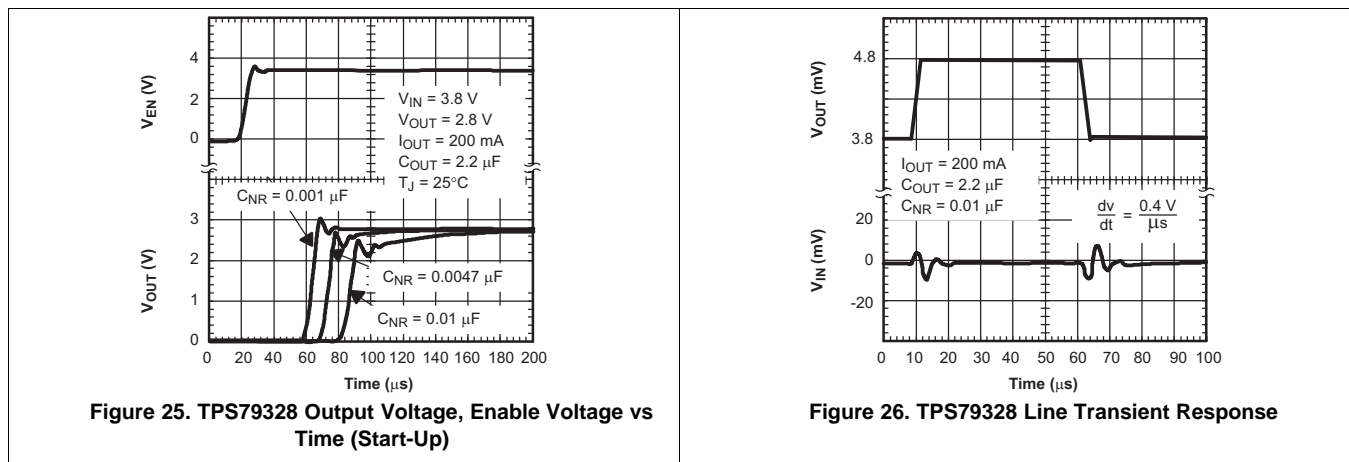 4
2
0
V_EN (V)
V_IN = 3.8 V
V_OUT = 2.8 V
I_OUT = 200 mA
C_OUT = 2.2 μF
T_J = 25°C
C_NR = 0.001 μF
3
2
1
0
V_OUT (V)
C_NR = 0.0047 μF
C_NR = 0.01 μF
0 20 40 60 80 100 120 140 160 180 200
Time (μs)
Figure 25. TPS79328 Output Voltage, Enable Voltage vs
Time (Start-Up)
4.8
3.8
V_OUT (mV)
I_OUT = 200 mA
C_OUT = 2.2 μF
C_NR = 0.01 μF
dv/dt = 0.4 V/μs
20
0
-20
V_IN (mV)
0 10 20 30 40 50 60 70 80 90 100
Time (μs)
Figure 26. TPS79328 Line Transient Response